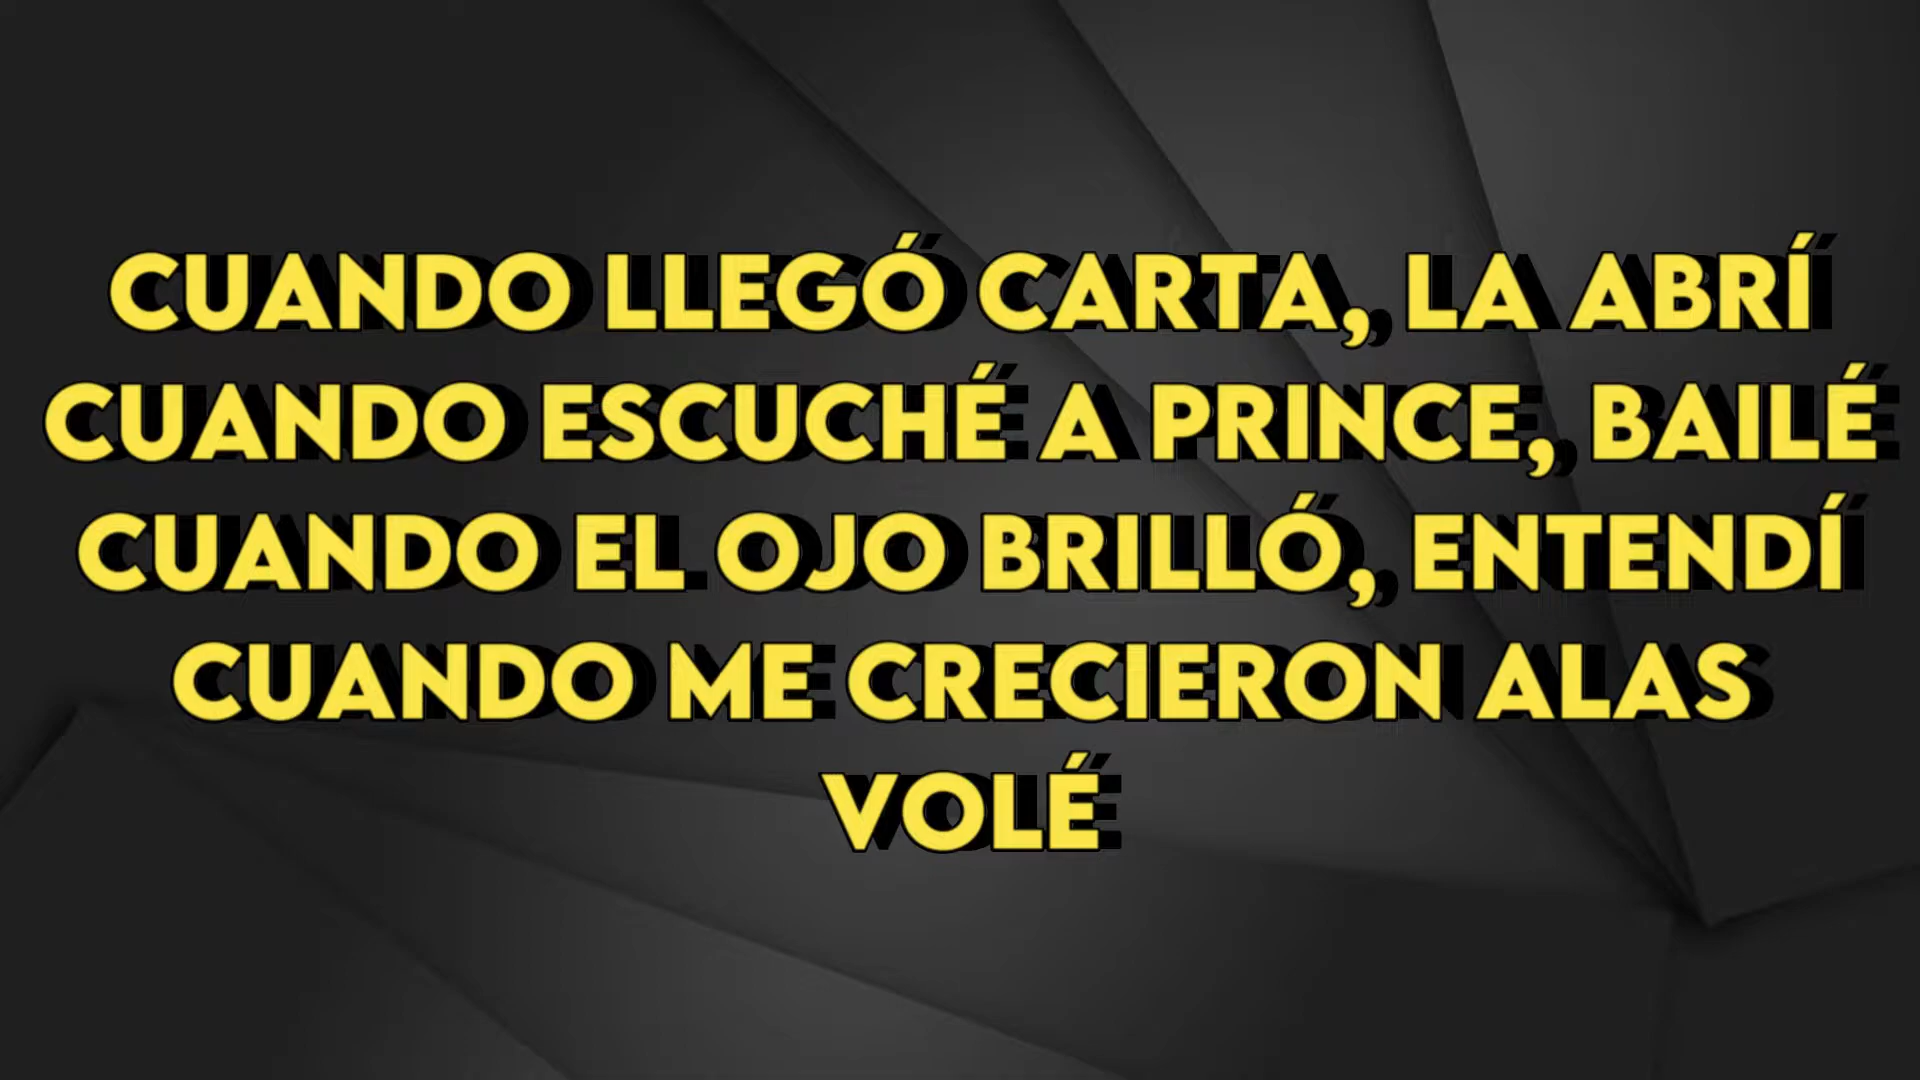 CUANDO LLEGÓ CARTA, LA ABRÍ
CUANDO ESCUCHÉ A PRINCE, BAILÉ
CUANDO EL OJO BRILLÓ, ENTENDÍ
CUANDO ME CRECIERON ALAS
VOLÉ